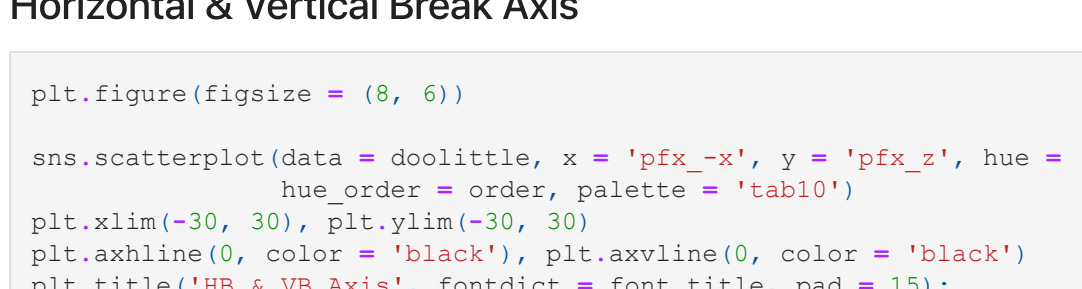 Horizontal & Vertical Break Axis
plt.figure(figsize = (8, 6))
sns.scatterplot(data = doolittle, x = 'pfx_-x', y = 'pfx_z', hue =
hue_order = order, palette = 'tab10')
plt.xlim(-30, 30), plt.ylim(-30, 30)
plt.axhline(0, color = 'black'), plt.axvline(0, color = 'black')
plt.title('HB & VB Axis', fontdict = font_title, pad = 15);